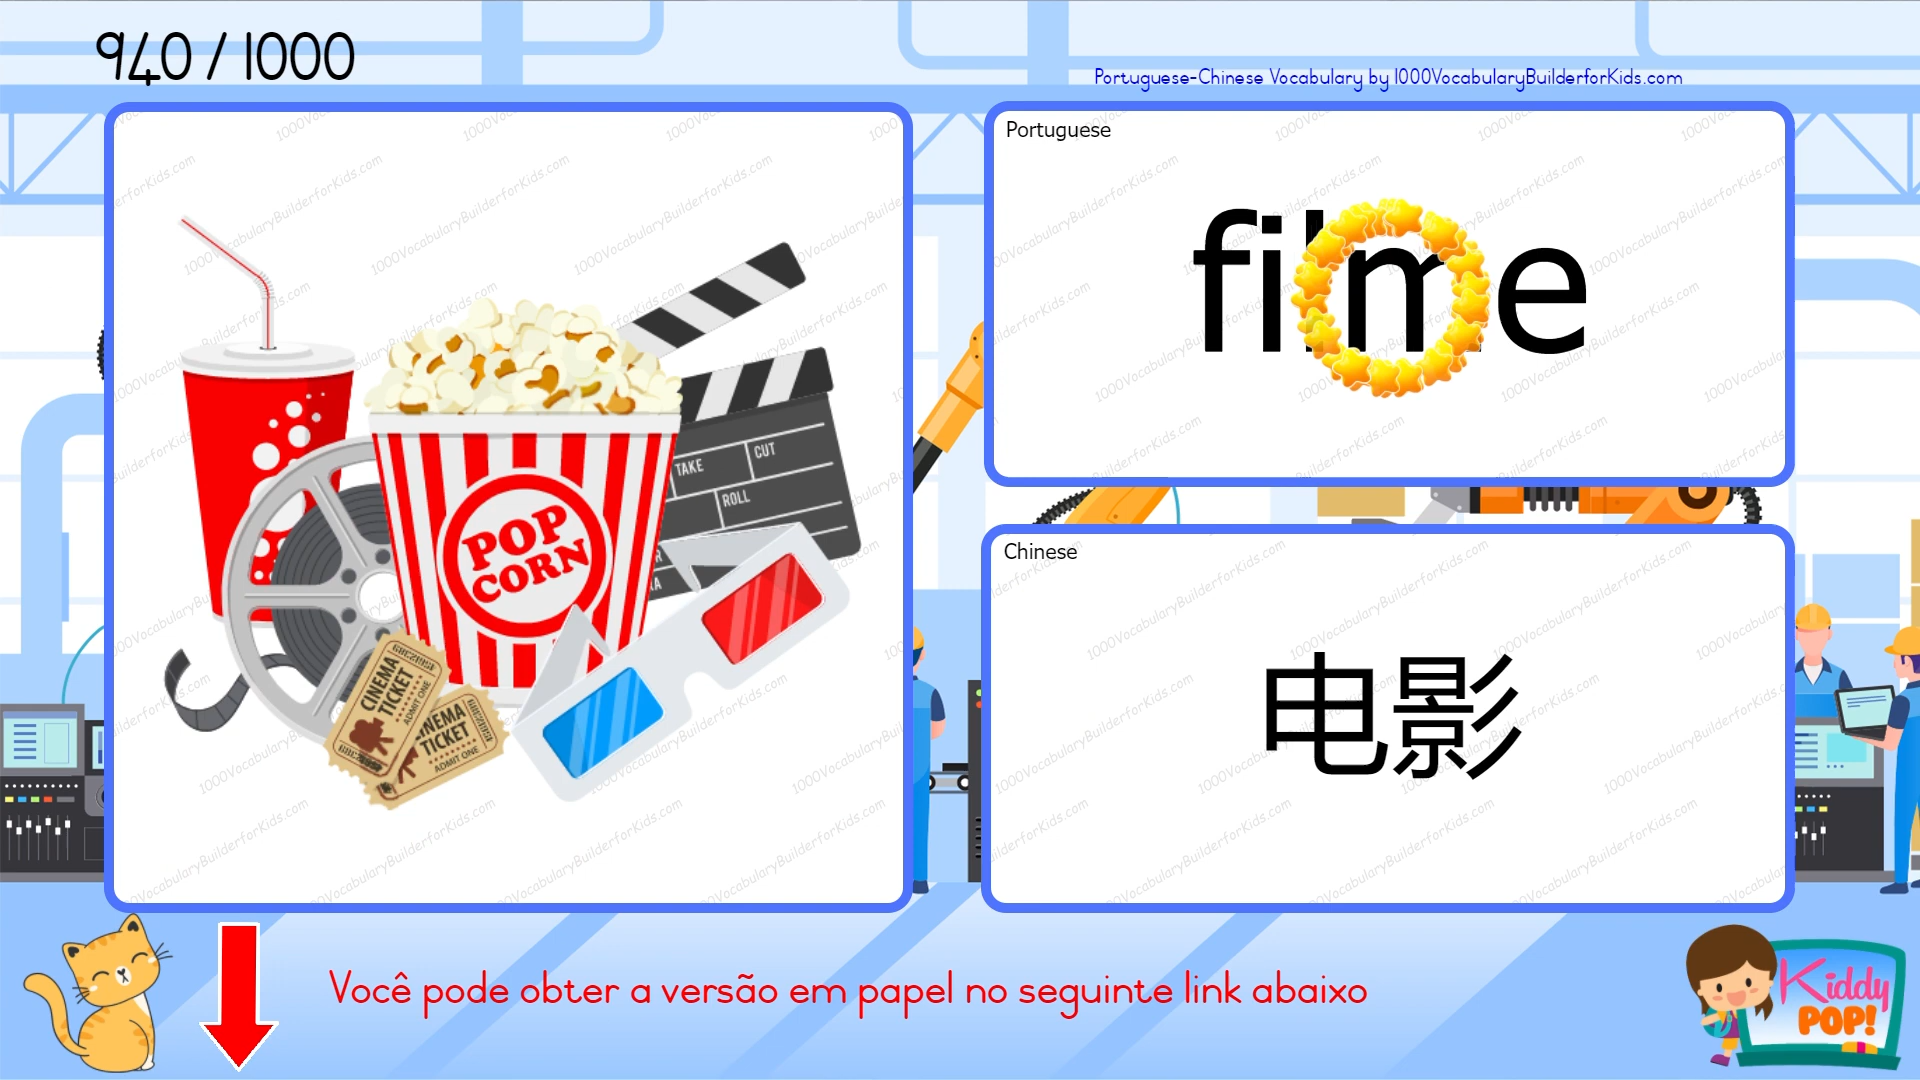 940 / 1000
Portuguese-Chinese Vocabulary by 1000VocabularyBuilderforKids.com
Portuguese
filme
Chinese
电影
TAKE
CUT
ROLL
POP
CORN
CINEMA
TICKET
ADMIT ONE
CINEMA
TICKET
ADMIT ONE
Você pode obter a versão em papel no seguinte link abaixo
Kiddy
POP!
1000VocabularyBuilderforKids.com